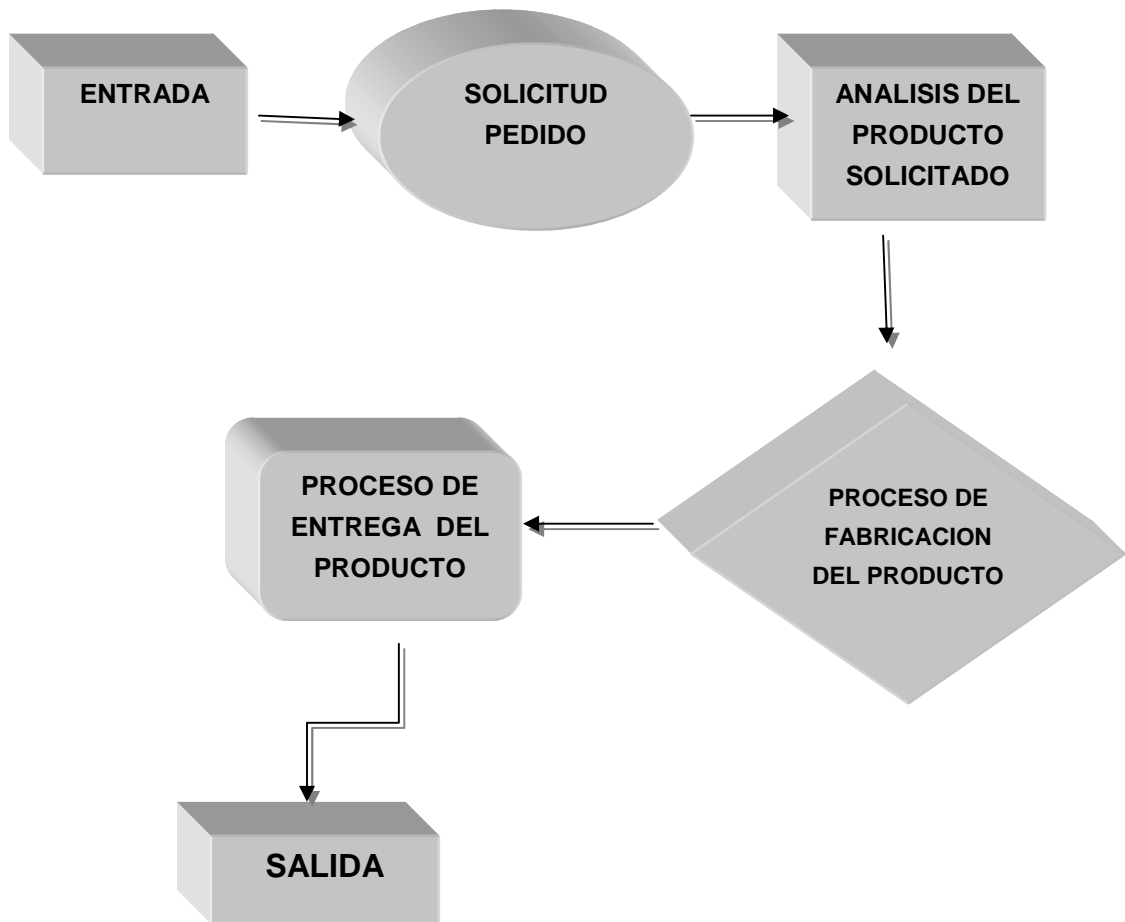 ENTRADA
SOLICITUD
PEDIDO
ANALISIS DEL
PRODUCTO
SOLICITADO
PROCESO DE
FABRICACION
DEL PRODUCTO
PROCESO DE
ENTREGA DEL
PRODUCTO
SALIDA